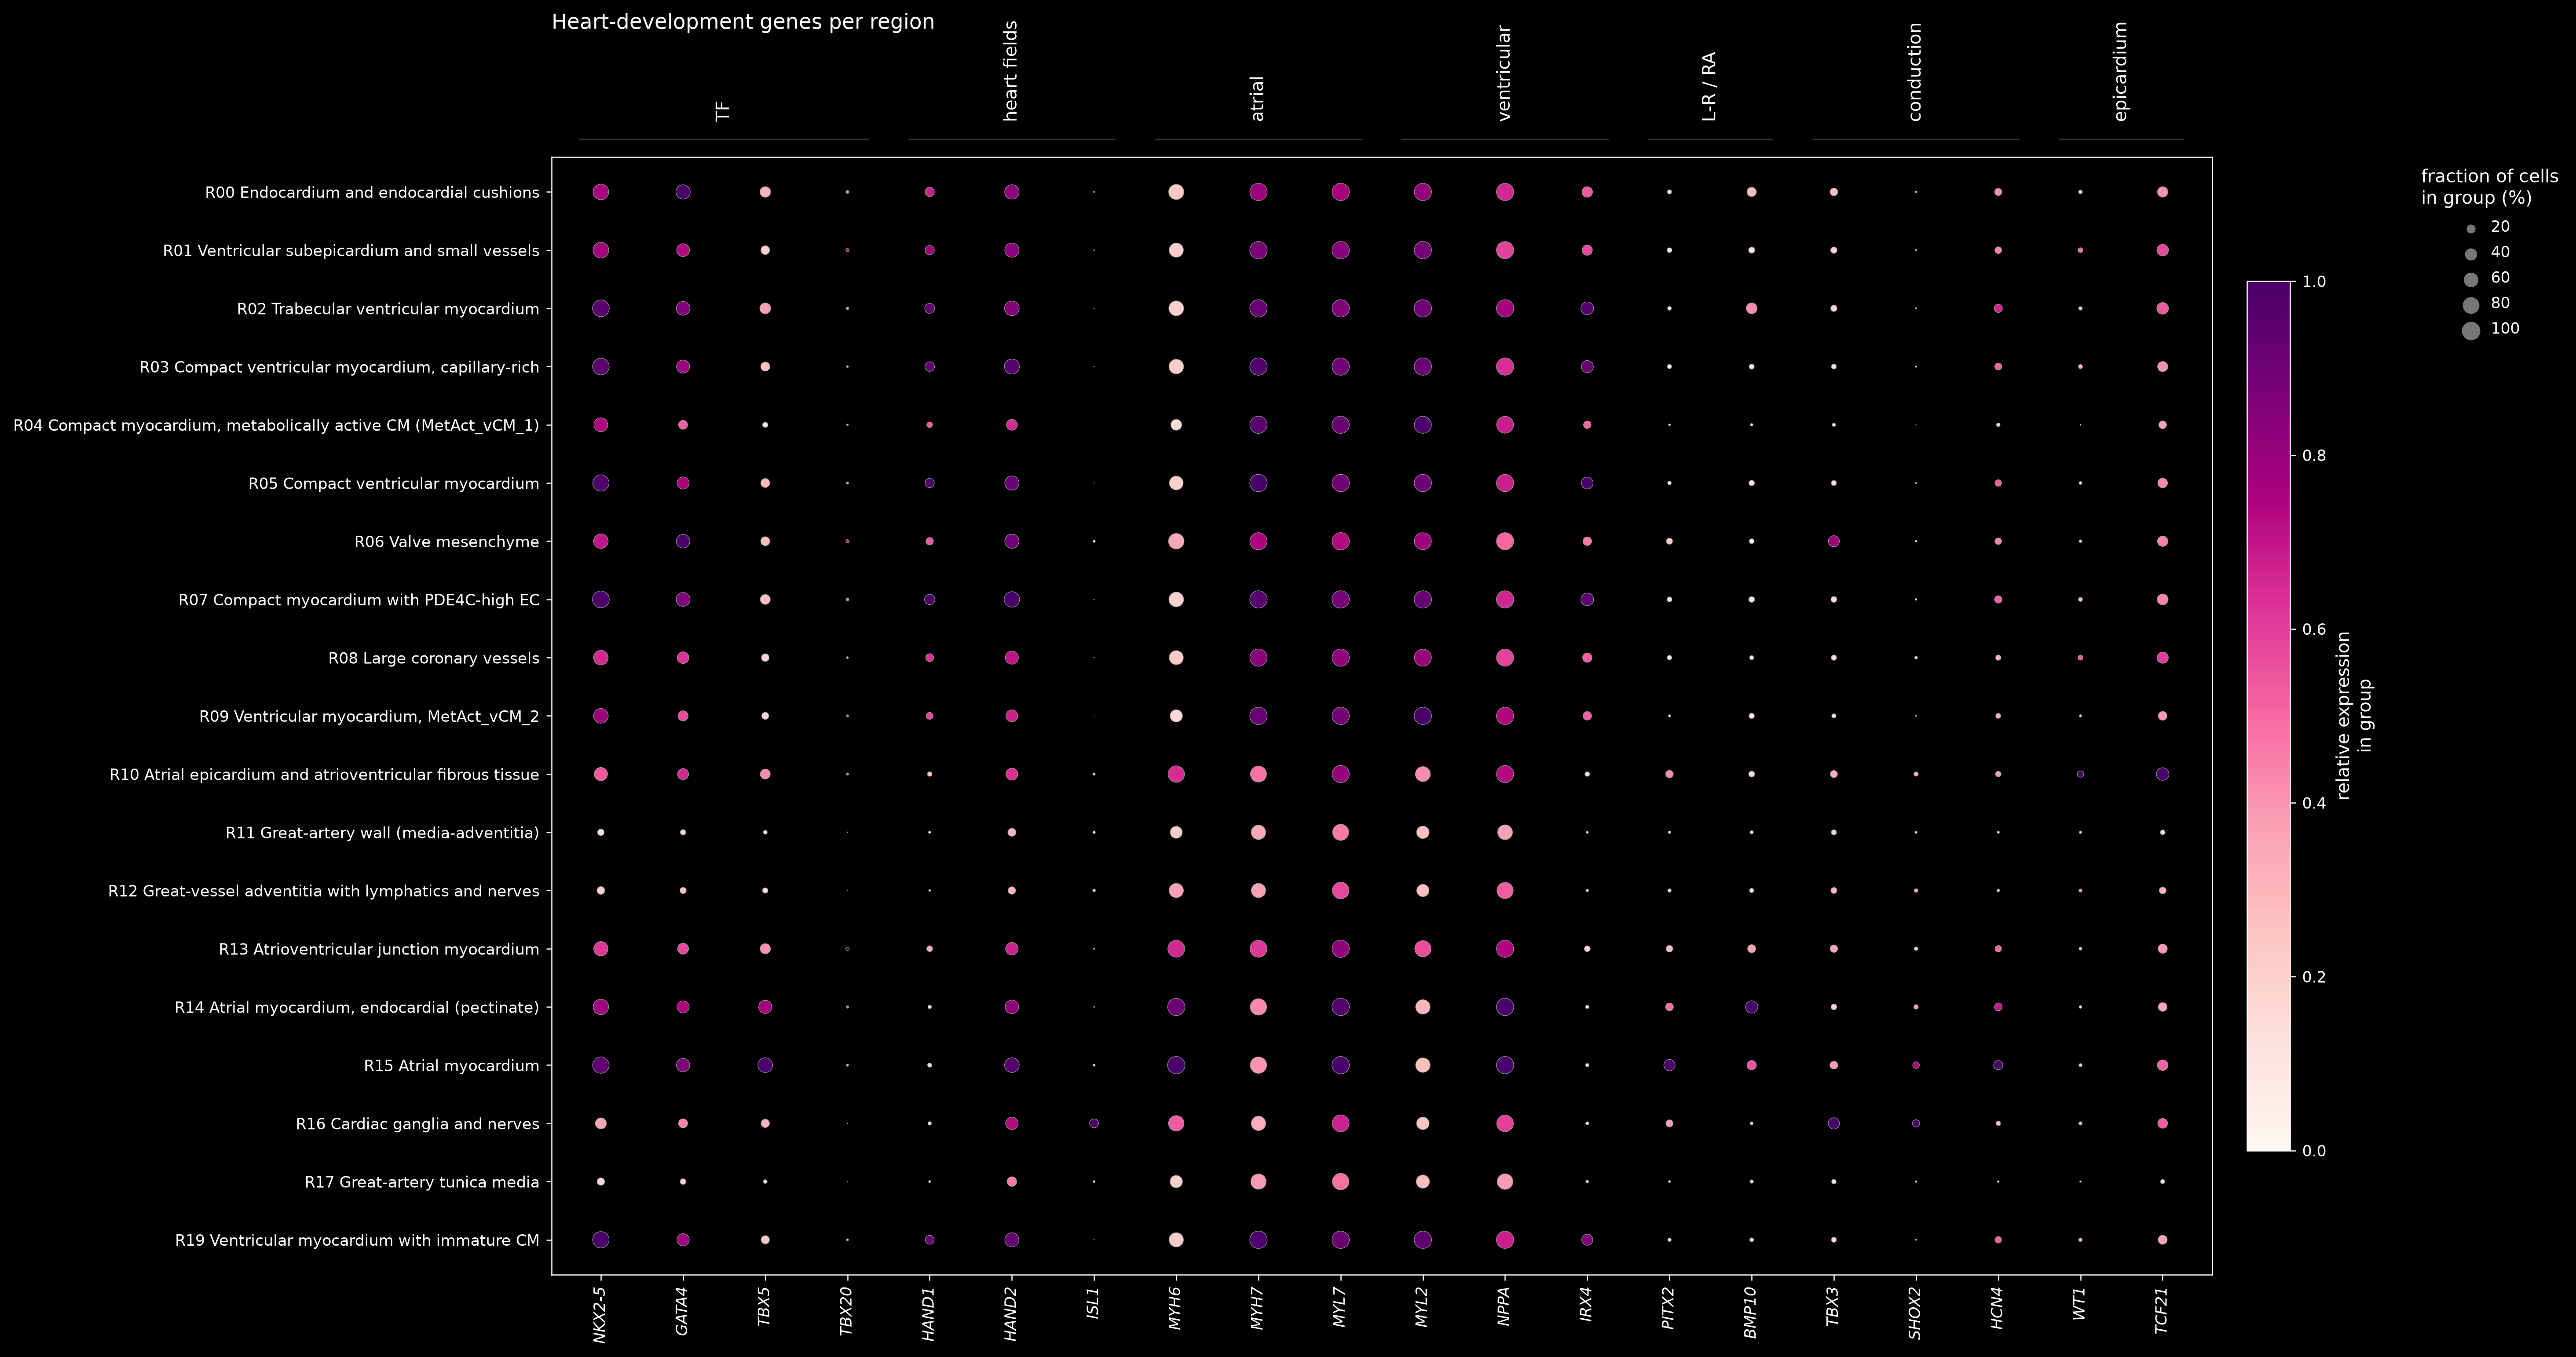 Heart-development genes per region
TF
heart fields
atrial
ventricular
L-R / RA
conduction
epicardium
R00 Endocardium and endocardial cushions
R01 Ventricular subepicardium and small vessels
R02 Trabecular ventricular myocardium
R03 Compact ventricular myocardium, capillary-rich
R04 Compact myocardium, metabolically active CM (MetAct_vCM_1)
R05 Compact ventricular myocardium
R06 Valve mesenchyme
R07 Compact myocardium with PDE4C-high EC
R08 Large coronary vessels
R09 Ventricular myocardium, MetAct_vCM_2
R10 Atrial epicardium and atrioventricular fibrous tissue
R11 Great-artery wall (media-adventitia)
R12 Great-vessel adventitia with lymphatics and nerves
R13 Atrioventricular junction myocardium
R14 Atrial myocardium, endocardial (pectinate)
R15 Atrial myocardium
R16 Cardiac ganglia and nerves
R17 Great-artery tunica media
R19 Ventricular myocardium with immature CM
NKX2-5
GATA4
TBX5
TBX20
HAND1
HAND2
ISL1
MYH6
MYH7
MYL7
MYL2
NPPA
IRX4
PITX2
BMP10
TBX3
SHOX2
HCN4
WT1
TCF21
fraction of cells
in group (%)
20
40
60
80
100
1.0
0.8
0.6
0.4
0.2
0.0
relative expression
in group